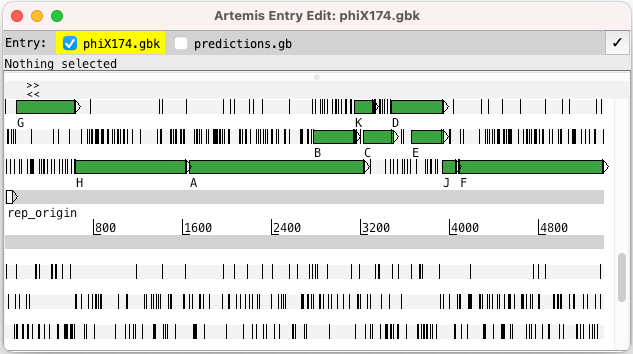 Artemis Entry Edit: phiX174.gbk
Entry: phiX174.gbk predictions.gb ✓
Nothing selected
>>
<<
G K D
B C E
H A J F
rep_origin
800 1600 2400 3200 4000 4800